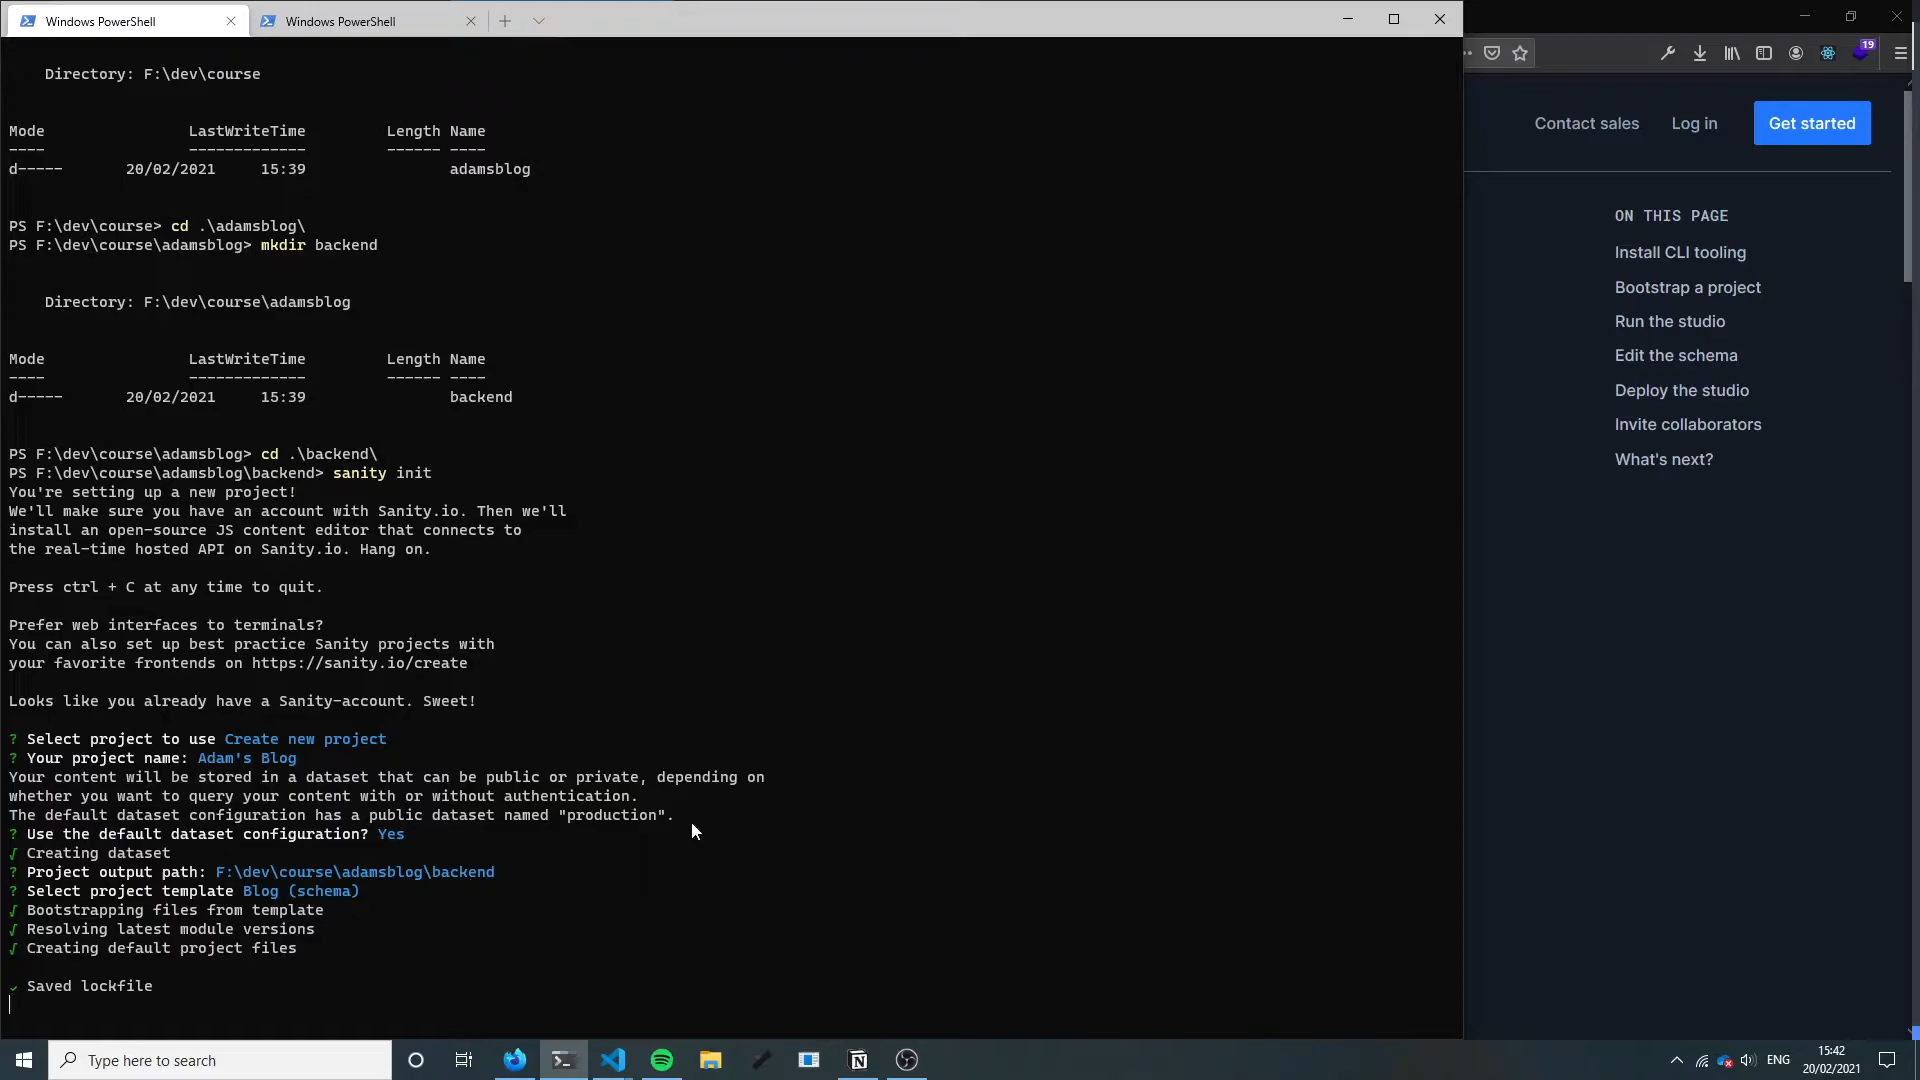 Windows PowerShell
Windows PowerShell
Directory: F:\dev\course
Mode LastWriteTime Length Name
---- ------------- ------ ----
d----- 20/02/2021 15:39 adamsblog
PS F:\dev\course> cd .\adamsblog\
PS F:\dev\course\adamsblog> mkdir backend
Directory: F:\dev\course\adamsblog
Mode LastWriteTime Length Name
---- ------------- ------ ----
d----- 20/02/2021 15:39 backend
PS F:\dev\course\adamsblog> cd .\backend\
PS F:\dev\course\adamsblog\backend> sanity init
You're setting up a new project!
We'll make sure you have an account with Sanity.io. Then we'll
install an open-source JS content editor that connects to
the real-time hosted API on Sanity.io. Hang on.
Press ctrl + C at any time to quit.
Prefer web interfaces to terminals?
You can also set up best practice Sanity projects with
your favorite frontends on https://sanity.io/create
Looks like you already have a Sanity-account. Sweet!
? Select project to use Create new project
? Your project name: Adam's Blog
Your content will be stored in a dataset that can be public or private, depending on
whether you want to query your content with or without authentication.
The default dataset configuration has a public dataset named "production".
? Use the default dataset configuration? Yes
√ Creating dataset
? Project output path: F:\dev\course\adamsblog\backend
? Select project template Blog (schema)
√ Bootstrapping files from template
√ Resolving latest module versions
√ Creating default project files
✓ Saved lockfile
19
Contact sales
Log in
Get started
ON THIS PAGE
Install CLI tooling
Bootstrap a project
Run the studio
Edit the schema
Deploy the studio
Invite collaborators
What's next?
Type here to search
ENG
15:42
20/02/2021